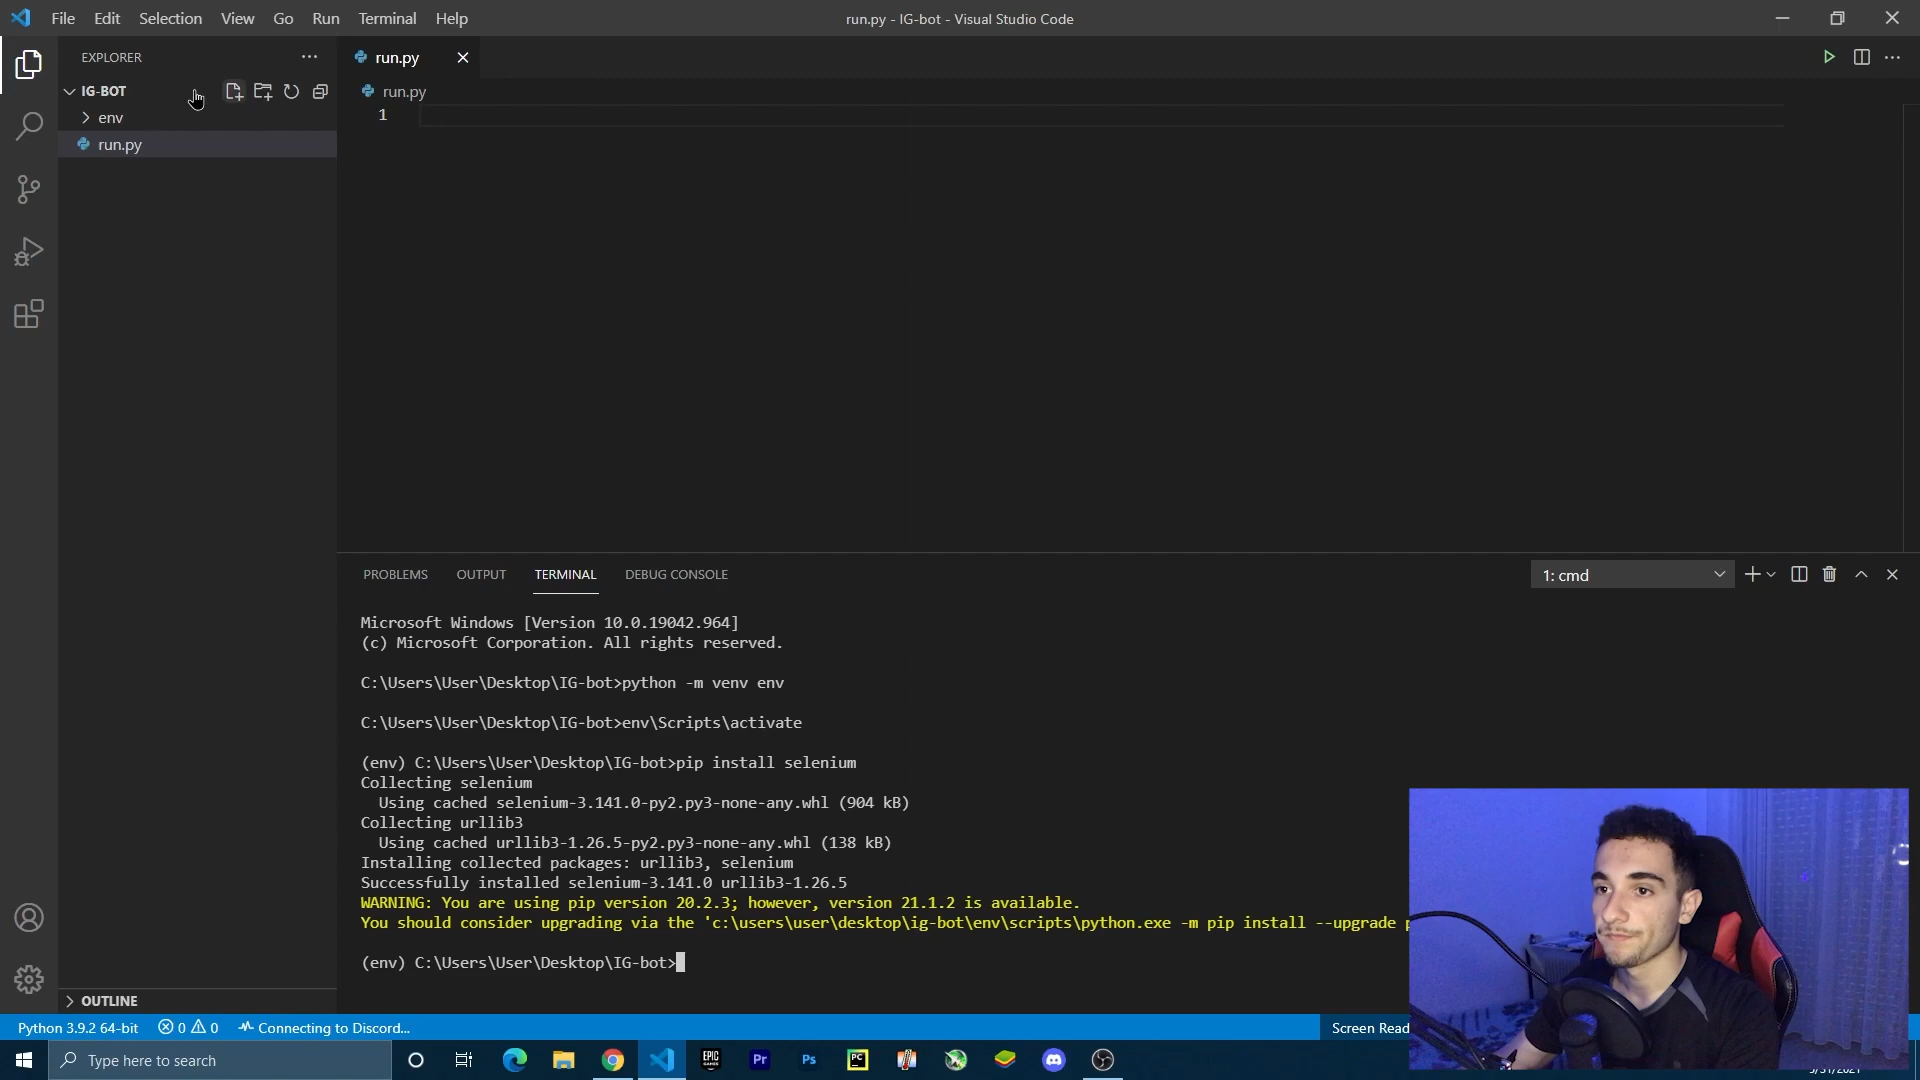 File Edit Selection View Go Run Terminal Help
run.py - IG-bot - Visual Studio Code
EXPLORER
run.py
IG-BOT
run.py
env
1
run.py
PROBLEMS OUTPUT TERMINAL DEBUG CONSOLE
1: cmd
Microsoft Windows [Version 10.0.19042.964]
(c) Microsoft Corporation. All rights reserved.
C:\Users\User\Desktop\IG-bot>python -m venv env
C:\Users\User\Desktop\IG-bot>env\Scripts\activate
(env) C:\Users\User\Desktop\IG-bot>pip install selenium
Collecting selenium
Using cached selenium-3.141.0-py2.py3-none-any.whl (904 kB)
Collecting urllib3
Using cached urllib3-1.26.5-py2.py3-none-any.whl (138 kB)
Installing collected packages: urllib3, selenium
Successfully installed selenium-3.141.0 urllib3-1.26.5
WARNING: You are using pip version 20.2.3; however, version 21.1.2 is available.
You should consider upgrading via the 'c:\users\user\desktop\ig-bot\env\scripts\python.exe -m pip install --upgrade p
(env) C:\Users\User\Desktop\IG-bot>
OUTLINE
Python 3.9.2 64-bit 0 0 Connecting to Discord...
Screen Read
Type here to search
EPIC GAMES
Pr
Ps
PC